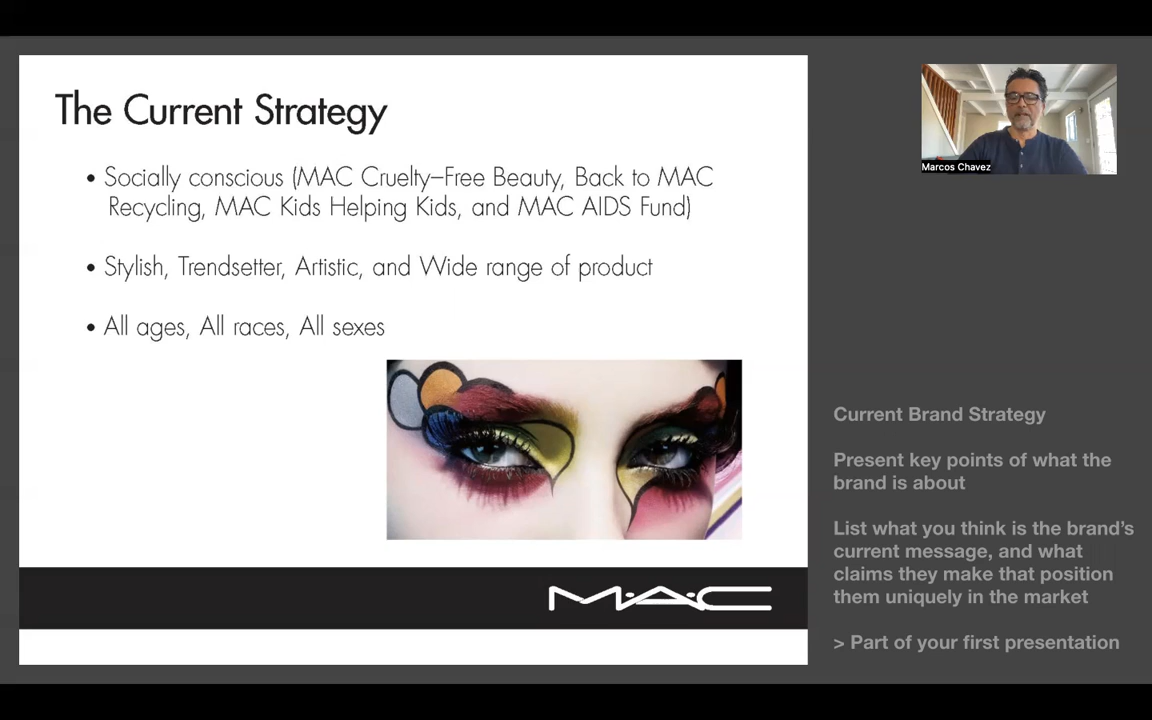 The Current Strategy
• Socially conscious (MAC Cruelty–Free Beauty, Back to MAC
Recycling, MAC Kids Helping Kids, and MAC AIDS Fund)
• Stylish, Trendsetter, Artistic, and Wide range of product
• All ages, All races, All sexes
M·A·C
Marcos Chavez
Current Brand Strategy
Present key points of what the
brand is about
List what you think is the brand's
current message, and what
claims they make that position
them uniquely in the market
> Part of your first presentation